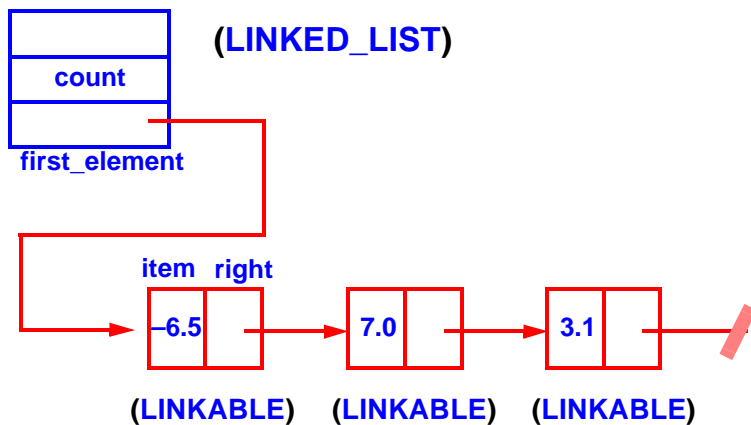 (LINKED_LIST)
count
first_element
item right
–6.5 7.0 3.1
(LINKABLE) (LINKABLE) (LINKABLE)